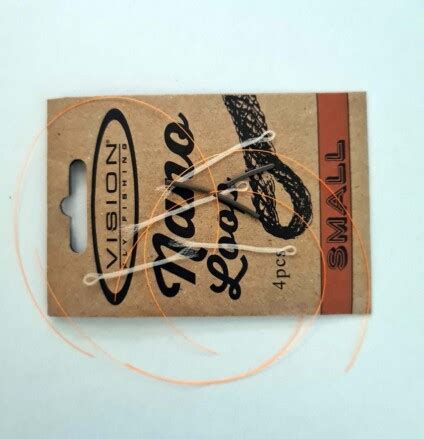 VISION®
FLY FISHING
Nano
Loop
4pcs
SMALL